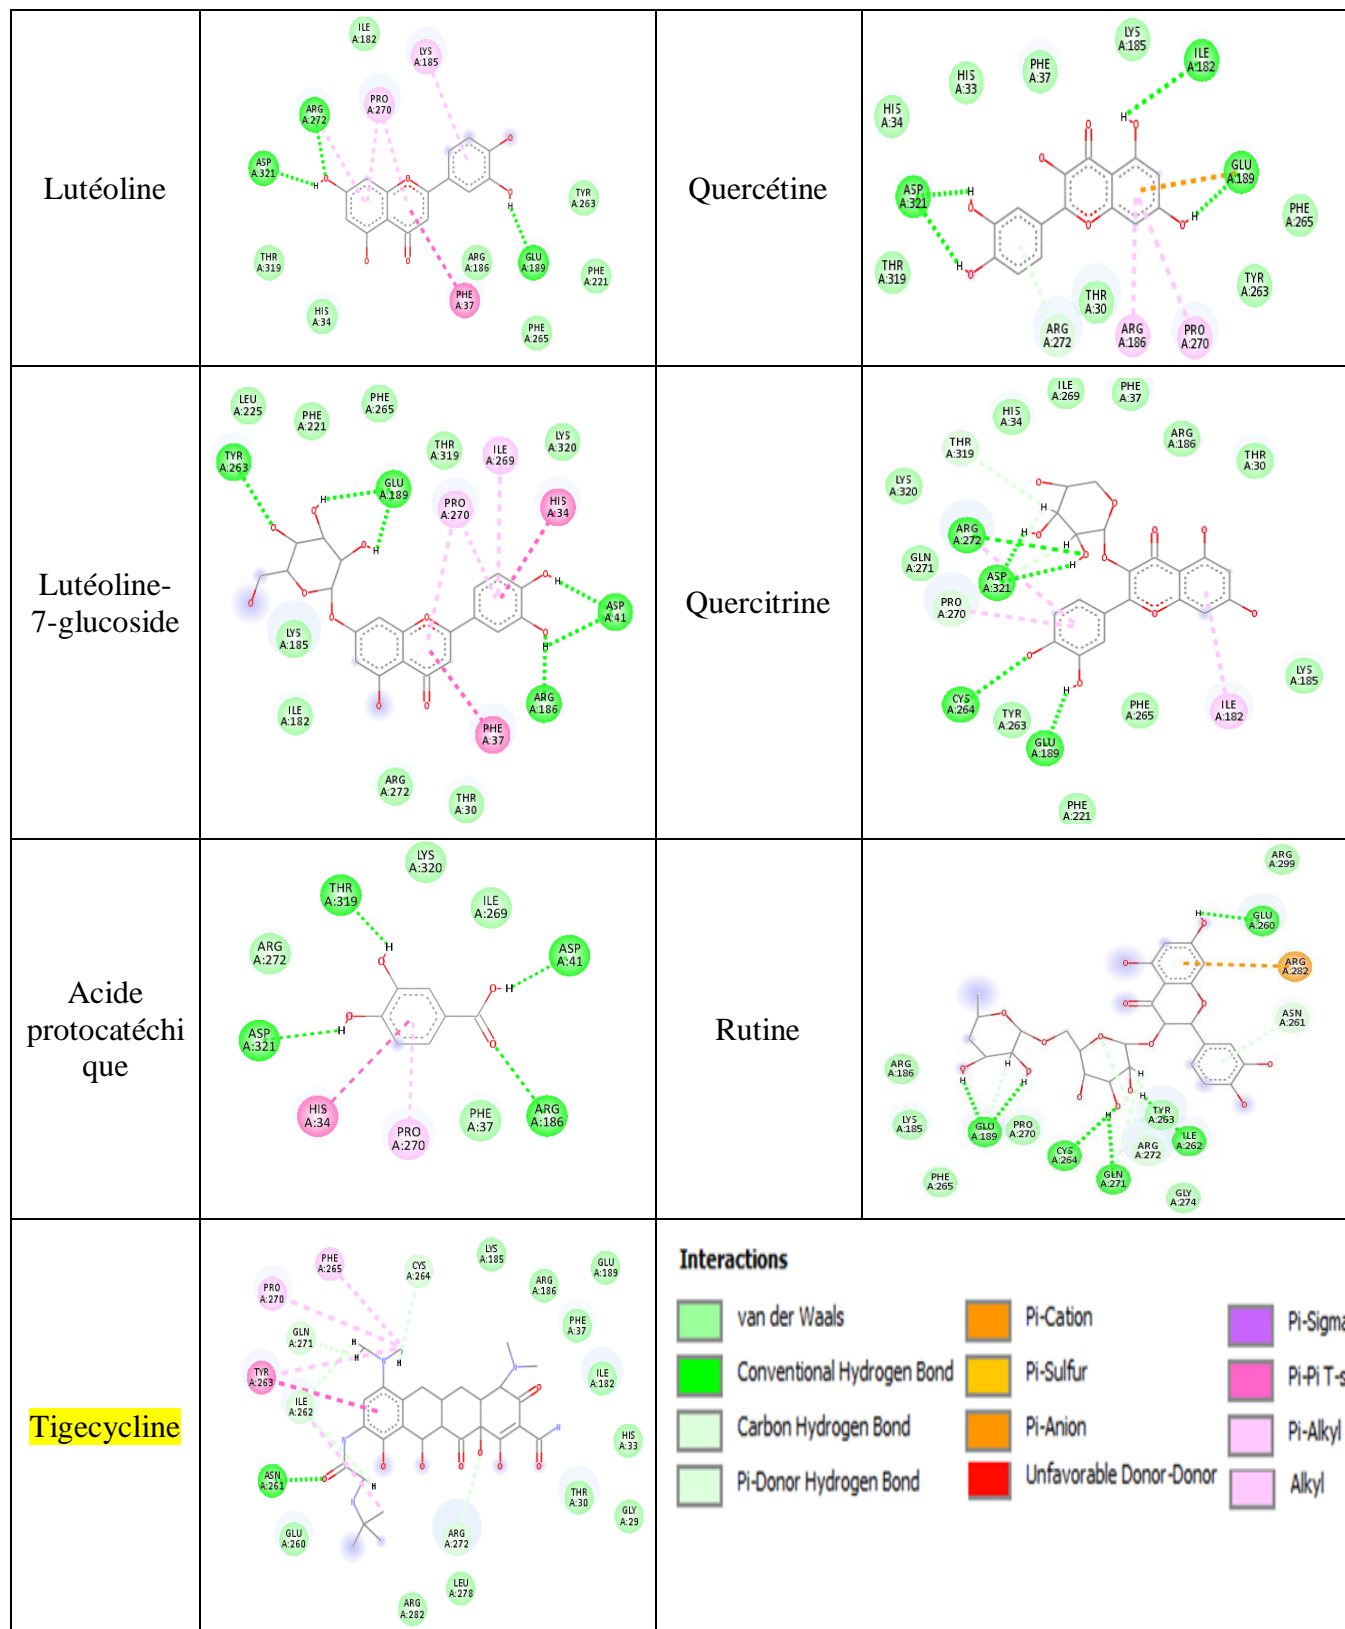 Lutéoline
ILE
A:182
LYS
A:185
PRO
A:270
ARG
A:272
ASP
A:321
TYR
A:263
THR
A:319
ARG
A:186
GLU
A:189
PHE
A:221
PHE
A:37
HIS
A:34
PHE
A:265
Quercétine
LYS
A:185
ILE
A:182
PHE
A:37
HIS
A:33
HIS
A:34
GLU
A:189
ASP
A:321
PHE
A:265
THR
A:319
TYR
A:263
THR
A:30
ARG
A:272
ARG
A:186
PRO
A:270
Lutéoline-
7-glucoside
LEU
A:225
PHE
A:221
PHE
A:265
THR
A:319
ILE
A:269
LYS
A:320
TYR
A:263
GLU
A:189
PRO
A:270
HIS
A:34
ASP
A:41
LYS
A:185
ARG
A:186
ILE
A:182
PHE
A:37
ARG
A:272
THR
A:30
Quercitrine
ILE
A:269
PHE
A:37
HIS
A:34
THR
A:319
ARG
A:186
THR
A:30
LYS
A:320
ARG
A:272
GLN
A:271
ASP
A:321
PRO
A:270
LYS
A:185
CYS
A:264
TYR
A:263
PHE
A:265
ILE
A:182
GLU
A:189
PHE
A:221
Acide
protocatéchi
que
LYS
A:320
THR
A:319
ILE
A:269
ARG
A:272
ASP
A:41
ASP
A:321
HIS
A:34
PRO
A:270
PHE
A:37
ARG
A:186
Rutine
ARG
A:299
GLU
A:260
ARG
A:282
ASN
A:261
ARG
A:186
LYS
A:185
GLU
A:189
PRO
A:270
TYR
A:263
ILE
A:262
CYS
A:264
ARG
A:272
GLN
A:271
PHE
A:265
GLY
A:274
Tigecycline
PHE
A:265
CYS
A:264
LYS
A:185
GLU
A:189
PRO
A:270
ARG
A:186
GLN
A:271
PHE
A:37
TYR
A:263
ILE
A:262
ILE
A:182
HIS
A:33
ASN
A:261
THR
A:30
GLY
A:29
GLU
A:260
ARG
A:272
LEU
A:278
ARG
A:282
Interactions
van der Waals
Conventional Hydrogen Bond
Carbon Hydrogen Bond
Pi-Donor Hydrogen Bond
Pi-Cation
Pi-Sulfur
Pi-Anion
Unfavorable Donor-Donor
Pi-Sigma
Pi-Pi T-s
Pi-Alkyl
Alkyl